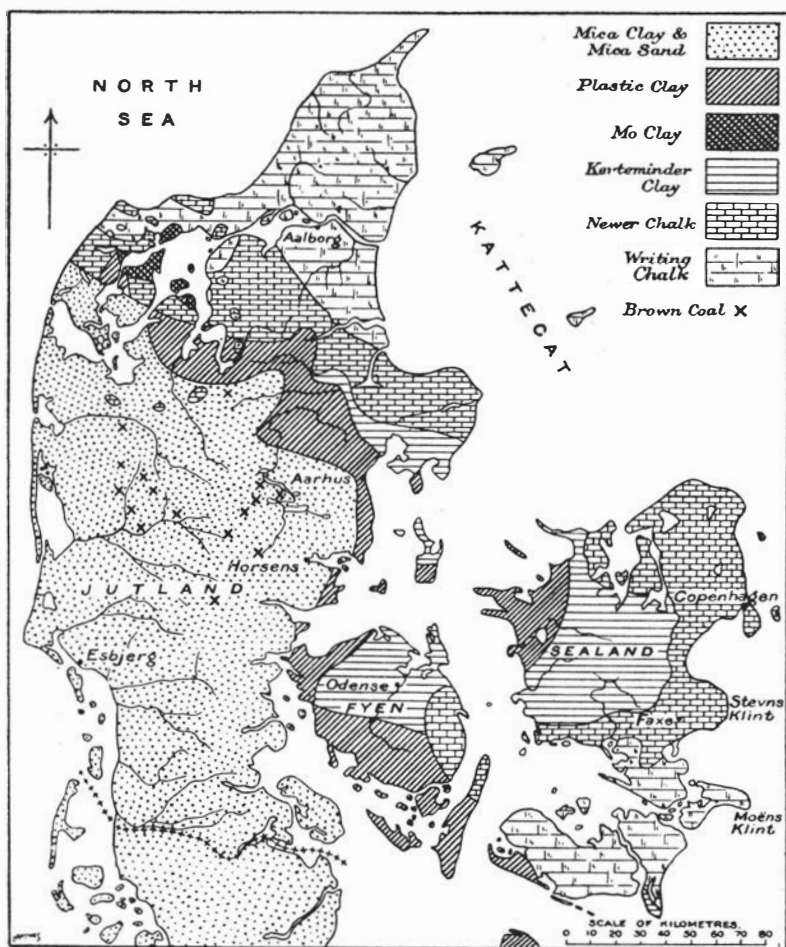 NORTH
SEA
Mica Clay &
Mica Sand
Plastic Clay
Mo Clay
Kerteminder
Clay
Newer Chalk
Writing
Chalk
Brown Coal x
KATTEGAT
Aalborg
Aarhus
Horsens
JUTLAND
Copenhagen
SEALAND
Esbjerg
Odense
FYEN
Stevns
Klint
Faxe
Moëns
Klint
SCALE OF KILOMETRES.
0 10 20 30 40 50 60 80